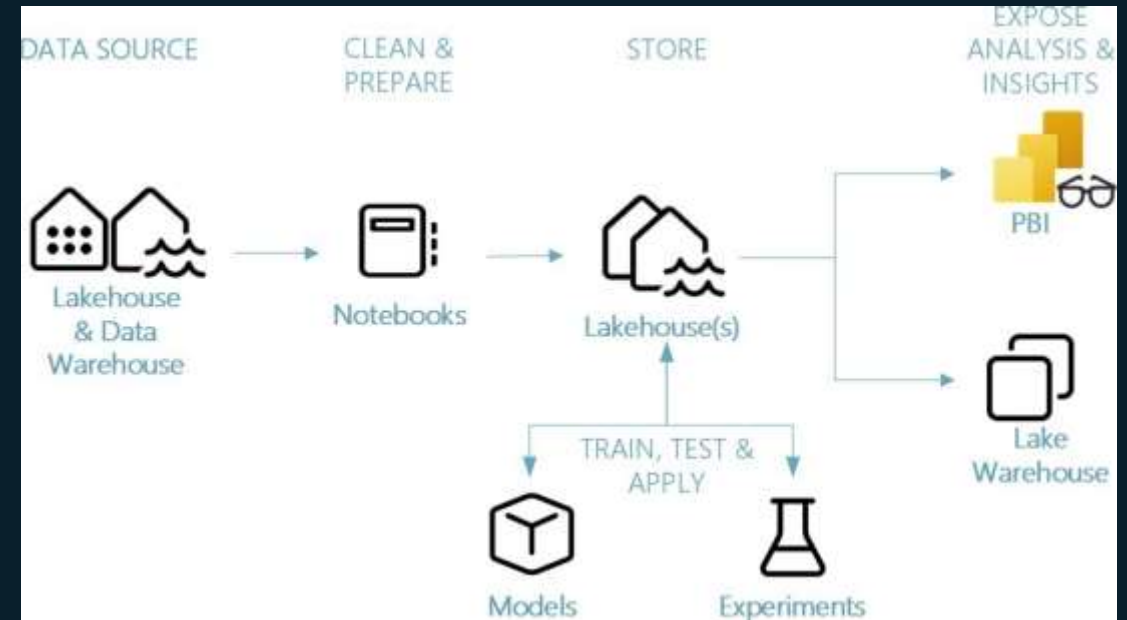 DATA SOURCE
CLEAN &
PREPARE
STORE
EXPOSE
ANALYSIS &
INSIGHTS
Lakehouse
& Data
Warehouse
Notebooks
Lakehouse(s)
PBI
Lake
Warehouse
TRAIN, TEST &
APPLY
Models
Experiments